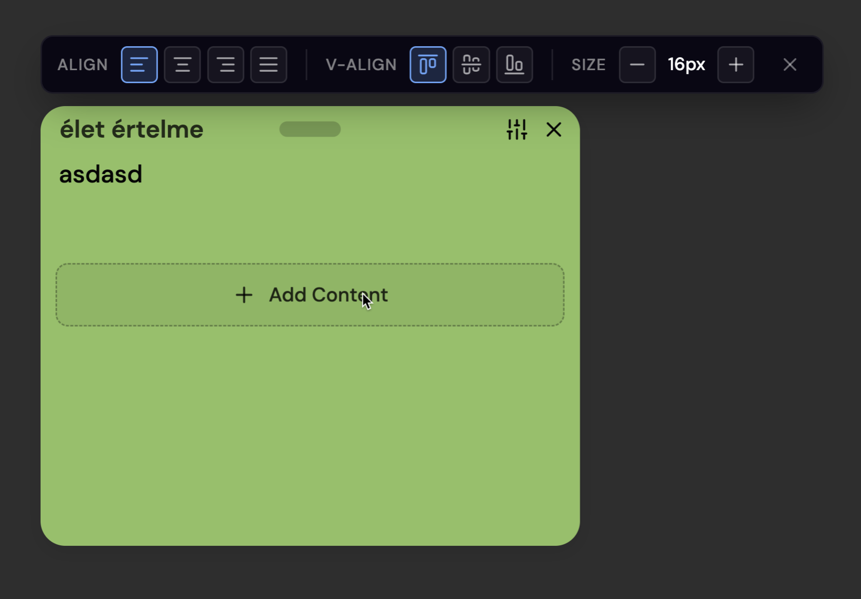 ALIGN V-ALIGN SIZE 16px
élet értelme
asdasd
Add Content